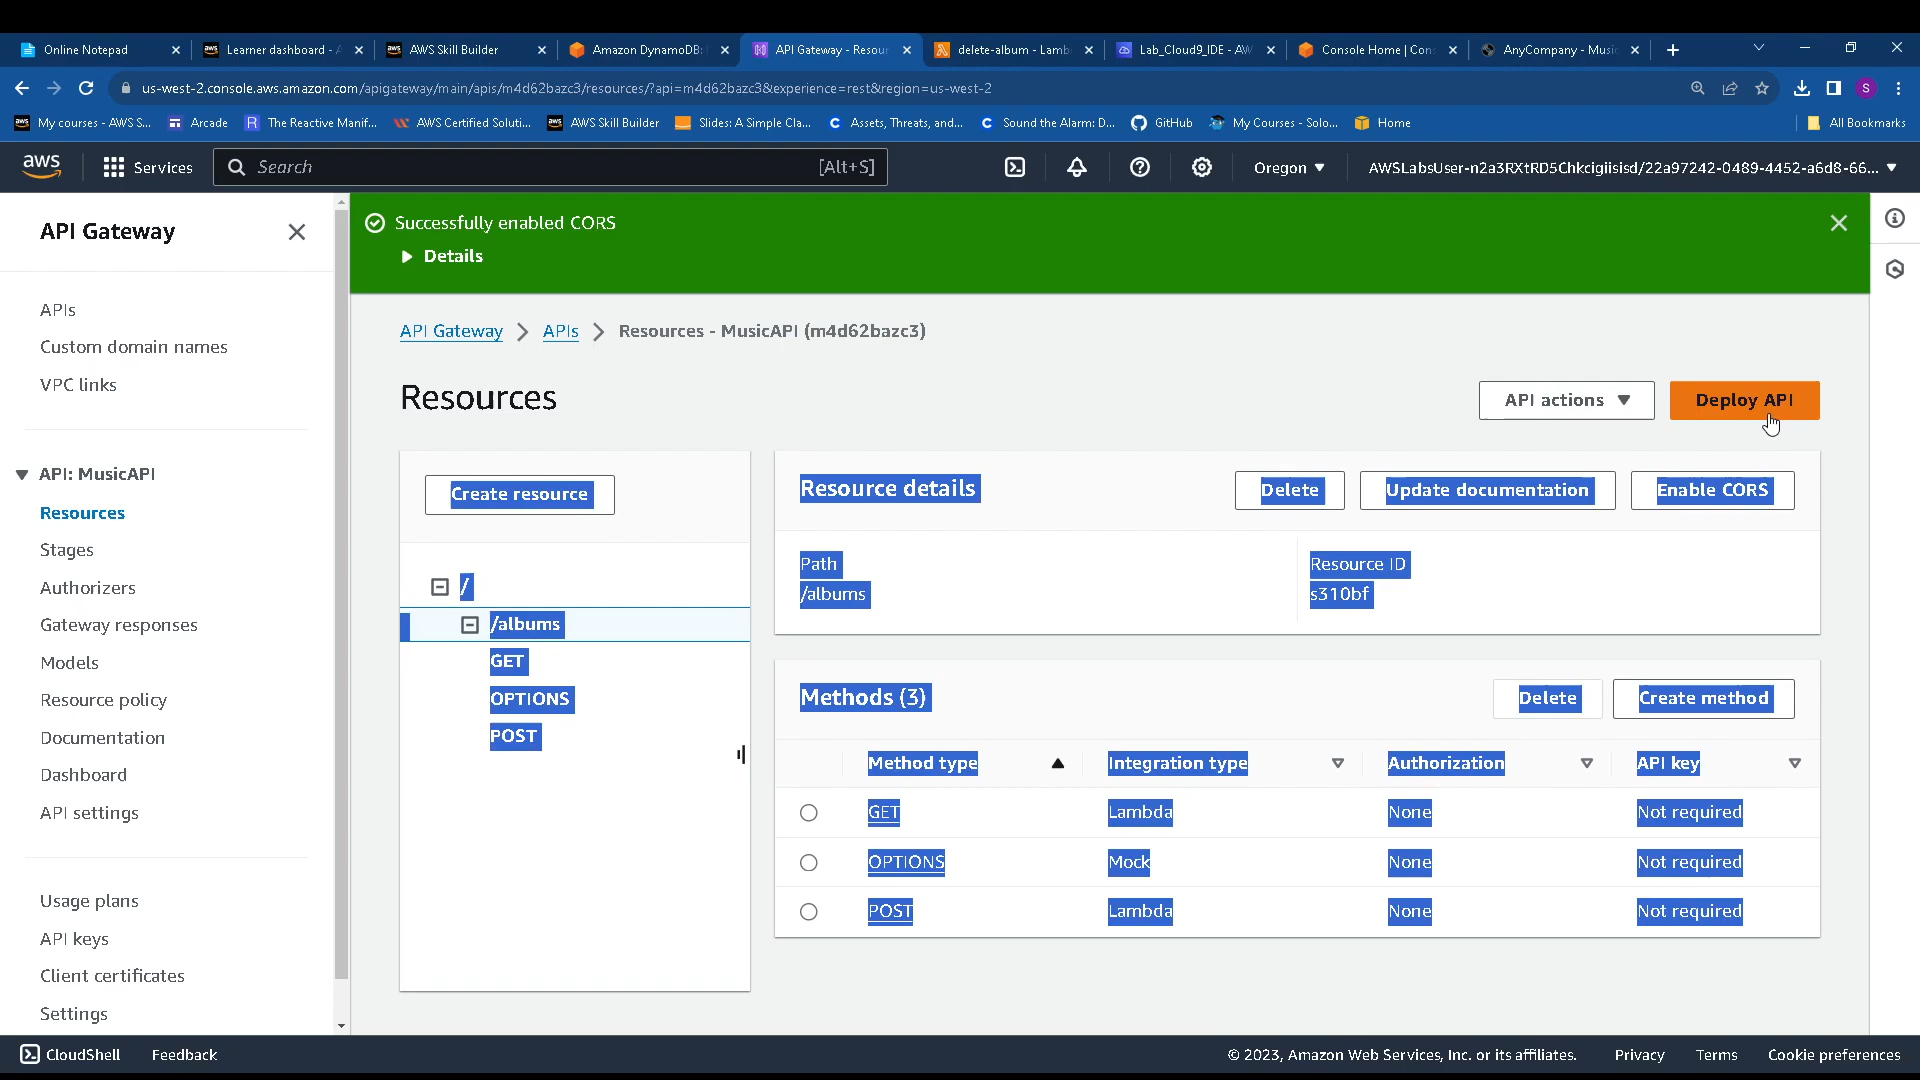 Online Notepad
Learner dashboard - A
AWS Skill Builder
Amazon DynamoDB:
API Gateway - Resour
delete-album - Lamb
Lab_Cloud9_IDE - AW
Console Home | Con
AnyCompany - Music
us-west-2.console.aws.amazon.com/apigateway/main/apis/m4d62bazc3/resources/?api=m4d62bazc3&experience=rest&region=us-west-2
S
My courses - AWS S...
Arcade
The Reactive Manif...
AWS Certified Soluti...
AWS Skill Builder
Slides: A Simple Cla...
Assets, Threats, and...
Sound the Alarm: D...
GitHub
My Courses - Solo...
Home
All Bookmarks
aws
Services
Search
[Alt+S]
Oregon
AWSLabsUser-n2a3RXtRD5Chkcigiisisd/22a97242-0489-4452-a6d8-66...
API Gateway
APIs
Custom domain names
VPC links
API: MusicAPI
Resources
Stages
Authorizers
Gateway responses
Models
Resource policy
Documentation
Dashboard
API settings
Usage plans
API keys
Client certificates
Settings
Successfully enabled CORS
Details
API Gateway > APIs > Resources - MusicAPI (m4d62bazc3)
Resources
API actions
Deploy API
Create resource
/
/albums
GET
OPTIONS
POST
Resource details
Delete
Update documentation
Enable CORS
Path
/albums
Resource ID
s310bf
Methods (3)
Delete
Create method
Method type Integration type Authorization API key
GET Lambda None Not required
OPTIONS Mock None Not required
POST Lambda None Not required
CloudShell
Feedback
© 2023, Amazon Web Services, Inc. or its affiliates.
Privacy
Terms
Cookie preferences